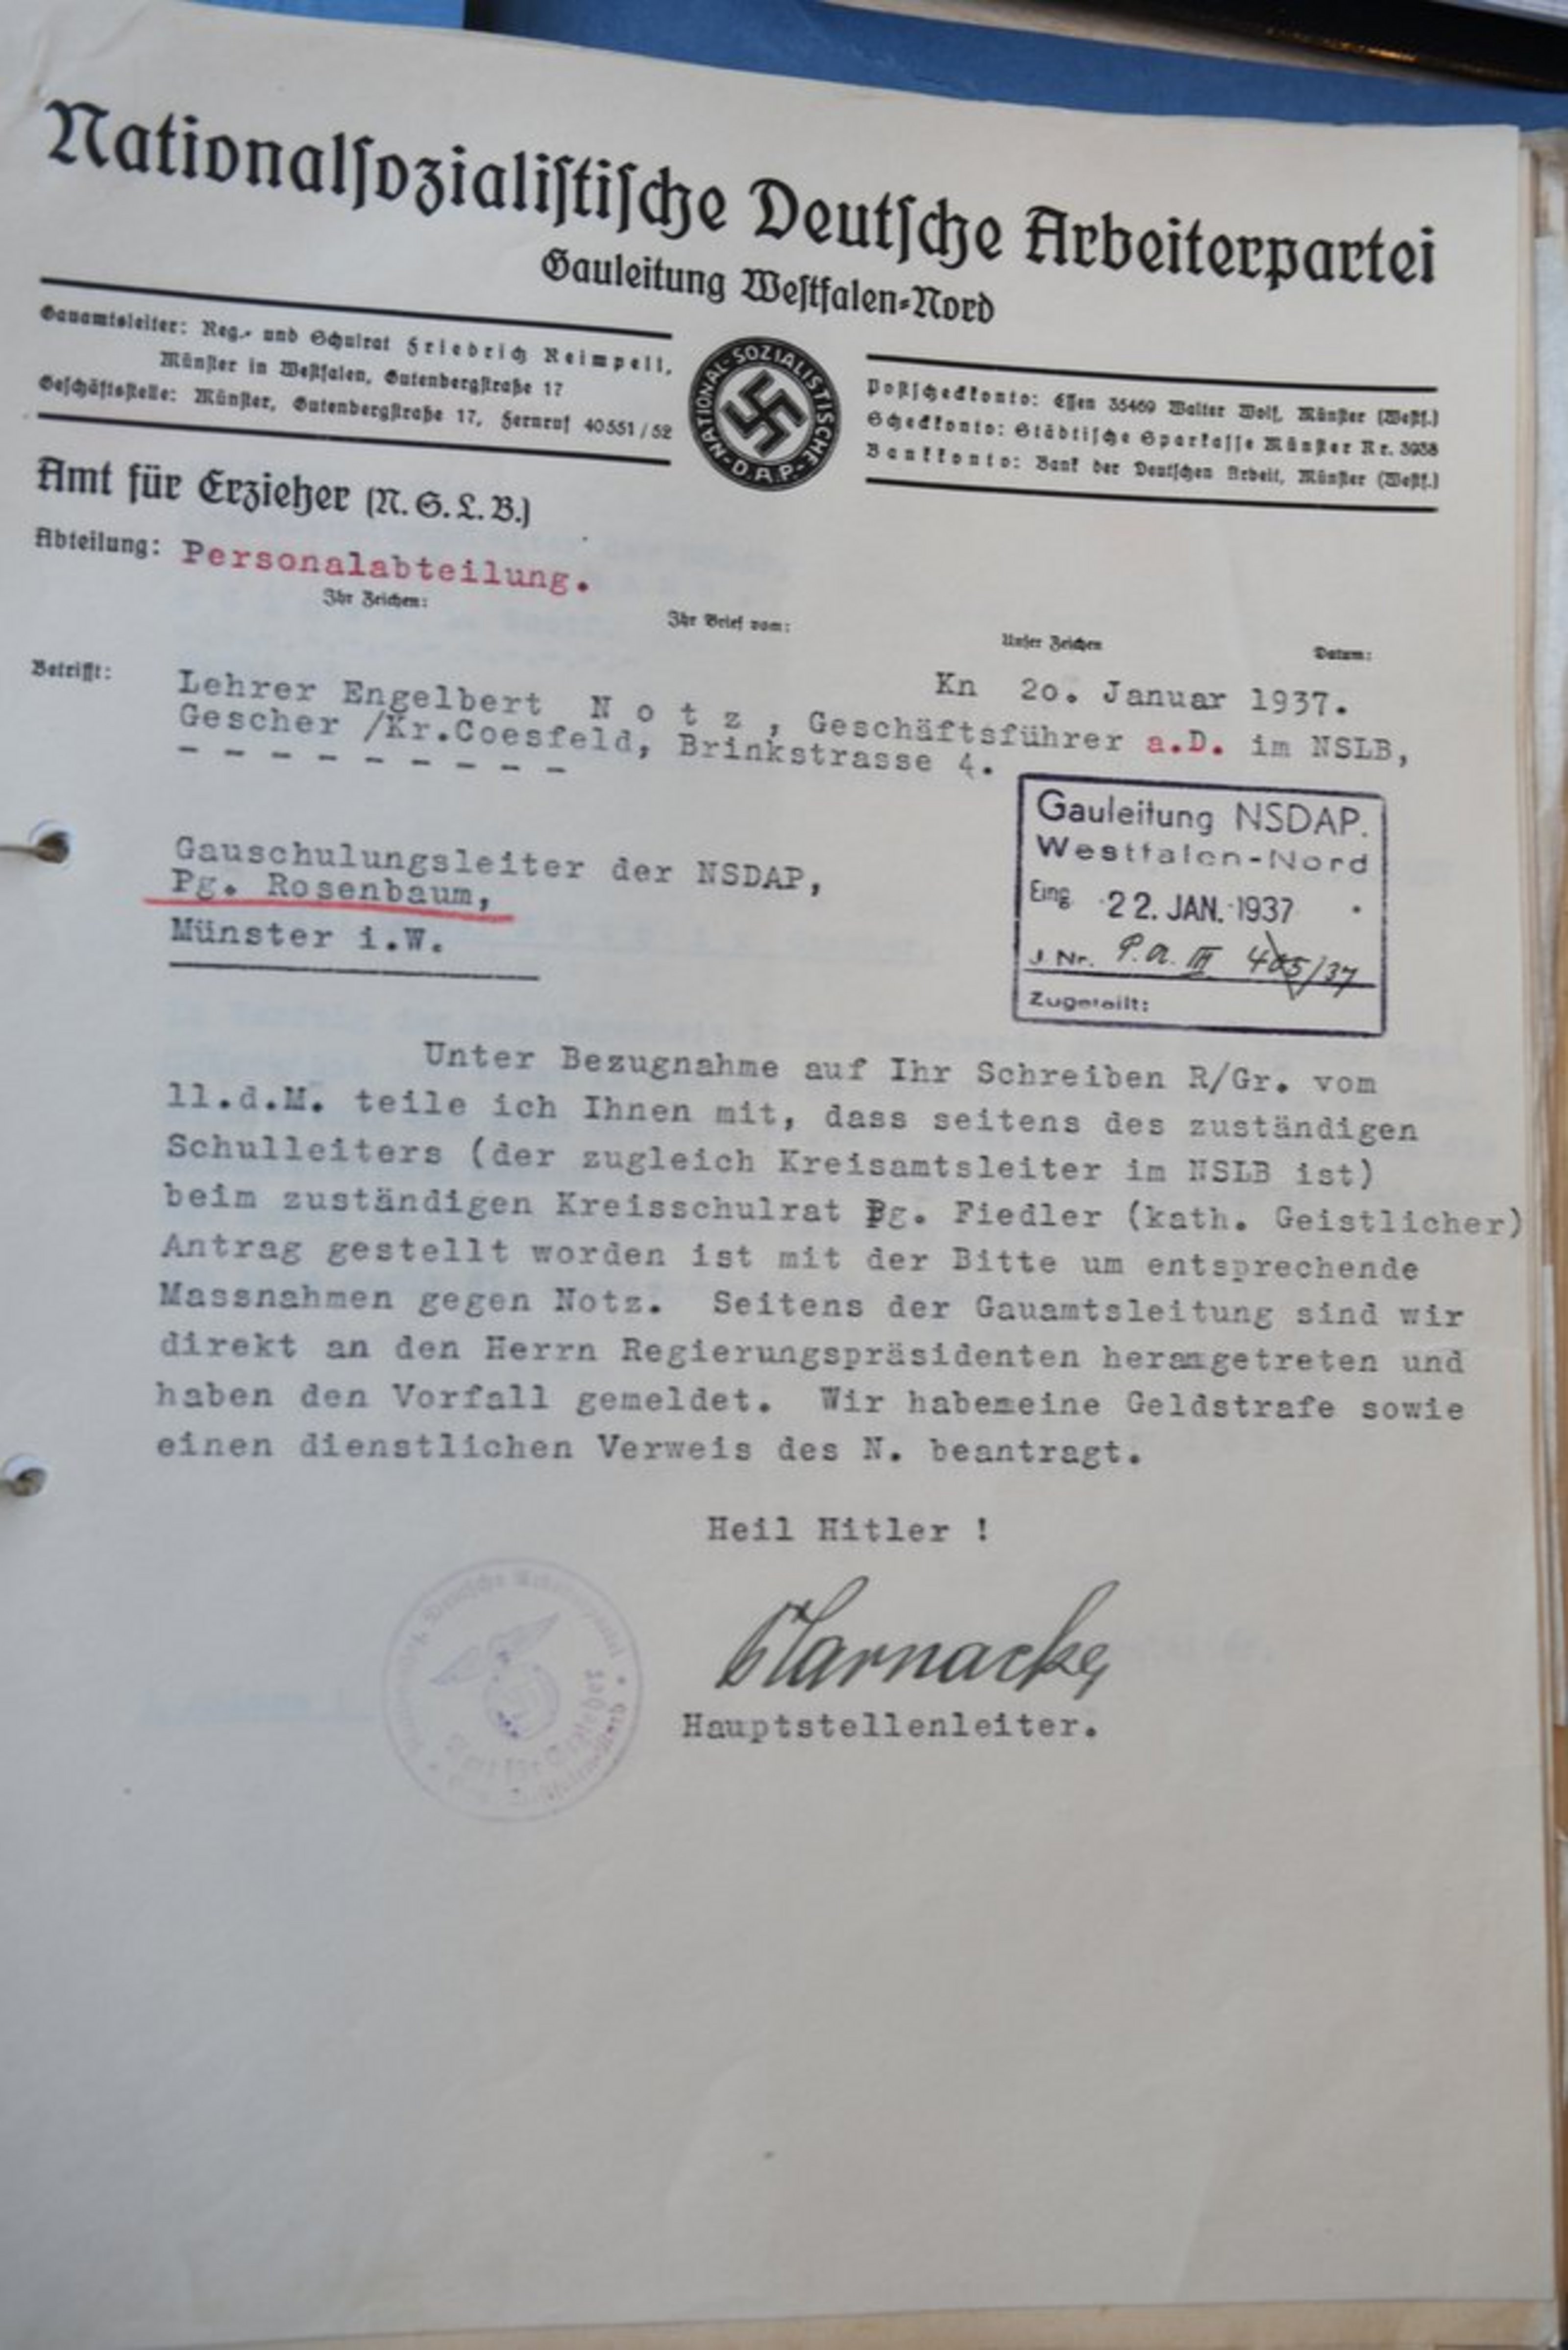 Nationalsozialistische Deutsche Arbeiterpartei
Gauleitung Westfalen-Nord
Gauamtsleiter: Reg.- und Schulrat Friedrich Reimpell,
Münster in Westfalen, Gutenbergstraße 17
Geschäftsstelle: Münster, Gutenbergstraße 17, Fernruf 40551/52
NATIONAL-SOZIALISTISCHE
D.A.P.
Postscheckkonto: Essen 35469 Walter Wolf, Münster (Westf.)
Scheckkonto: Städtische Sparkasse Münster Nr. 3938
Bankkonto: Bank der Deutschen Arbeit, Münster (Westf.)
Amt für Erzieher (N.S.L.B.)
Abteilung: Personalabteilung.
Ihr Zeichen: Ihr Brief vom: Unser Zeichen Datum:
Kn 20. Januar 1937.
Betrifft: Lehrer Engelbert N o t z , Geschäftsführer a.D. im NSLB,
Gescher /Kr.Coesfeld, Brinkstrasse 4.
- - - - - - - - -
Gauleitung NSDAP.
Westfalen-Nord
Eing. 22. JAN. 1937
J. Nr. P.a. III 405/37
Zugeteilt:
Gauschulungsleiter der NSDAP,
Pg. Rosenbaum,
Münster i.W.
Unter Bezugnahme auf Ihr Schreiben R/Gr. vom
11.d.M. teile ich Ihnen mit, dass seitens des zuständigen
Schulleiters (der zugleich Kreisamtsleiter im NSLB ist)
beim zuständigen Kreisschulrat Pg. Fiedler (kath. Geistlicher)
Antrag gestellt worden ist mit der Bitte um entsprechende
Massnahmen gegen Notz. Seitens der Gauamtsleitung sind wir
direkt an den Herrn Regierungspräsidenten herangetreten und
haben den Vorfall gemeldet. Wir haben eine Geldstrafe sowie
einen dienstlichen Verweis des N. beantragt.
Heil Hitler !
Hauptstellenleiter.